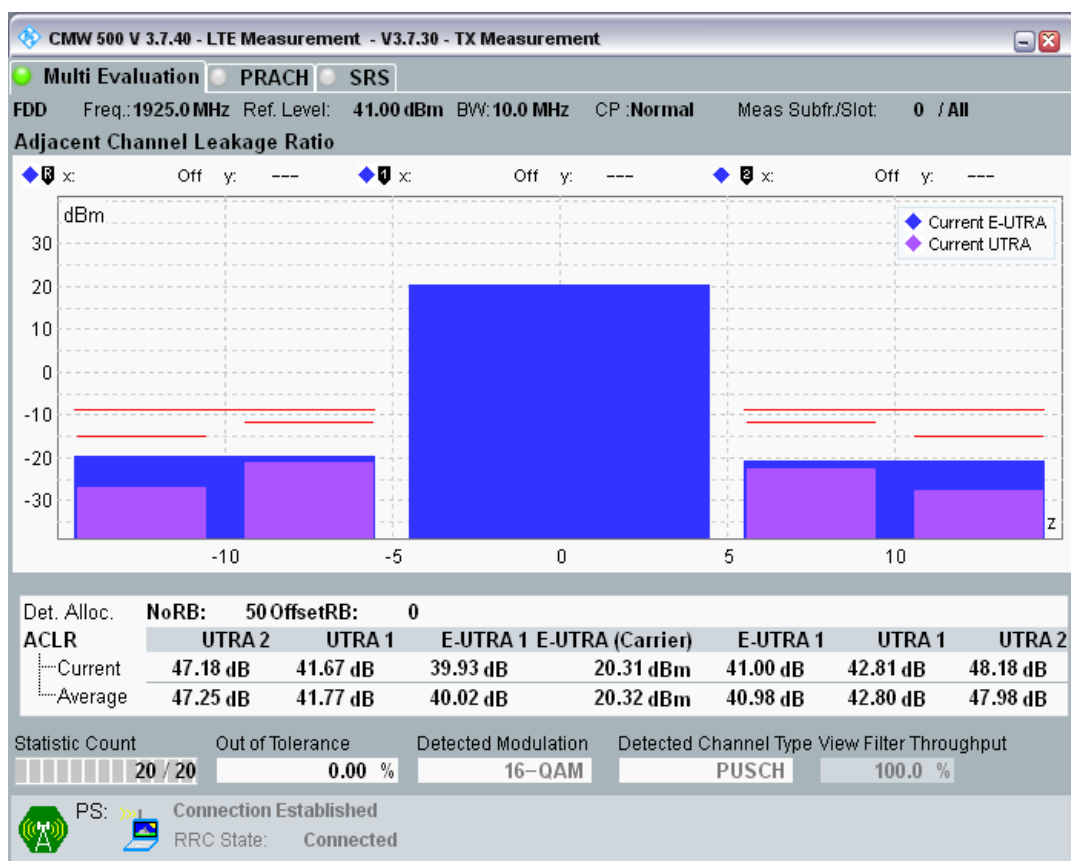 CMW 500 V 3.7.40 - LTE Measurement - V3.7.30 - TX Measurement
Multi Evaluation PRACH SRS
FDD Freq.: 1925.0 MHz Ref. Level: 41.00 dBm BW: 10.0 MHz CP :Normal Meas Subfr./Slot: 0 / All
Adjacent Channel Leakage Ratio
R x: Off y: --- 1 x: Off y: --- 2 x: Off y: ---
dBm
Current E-UTRA
Current UTRA
30
20
10
0
-10
-20
-30
z
-10 -5 0 5 10
Det. Alloc. NoRB: 50 OffsetRB: 0
ACLR UTRA 2 UTRA 1 E-UTRA 1 E-UTRA (Carrier) E-UTRA 1 UTRA 1 UTRA 2
Current 47.18 dB 41.67 dB 39.93 dB 20.31 dBm 41.00 dB 42.81 dB 48.18 dB
Average 47.25 dB 41.77 dB 40.02 dB 20.32 dBm 40.98 dB 42.80 dB 47.98 dB
Statistic Count Out of Tolerance Detected Modulation Detected Channel Type View Filter Throughput
20 / 20 0.00 % 16-QAM PUSCH 100.0 %
PS: Connection Established
RRC State: Connected